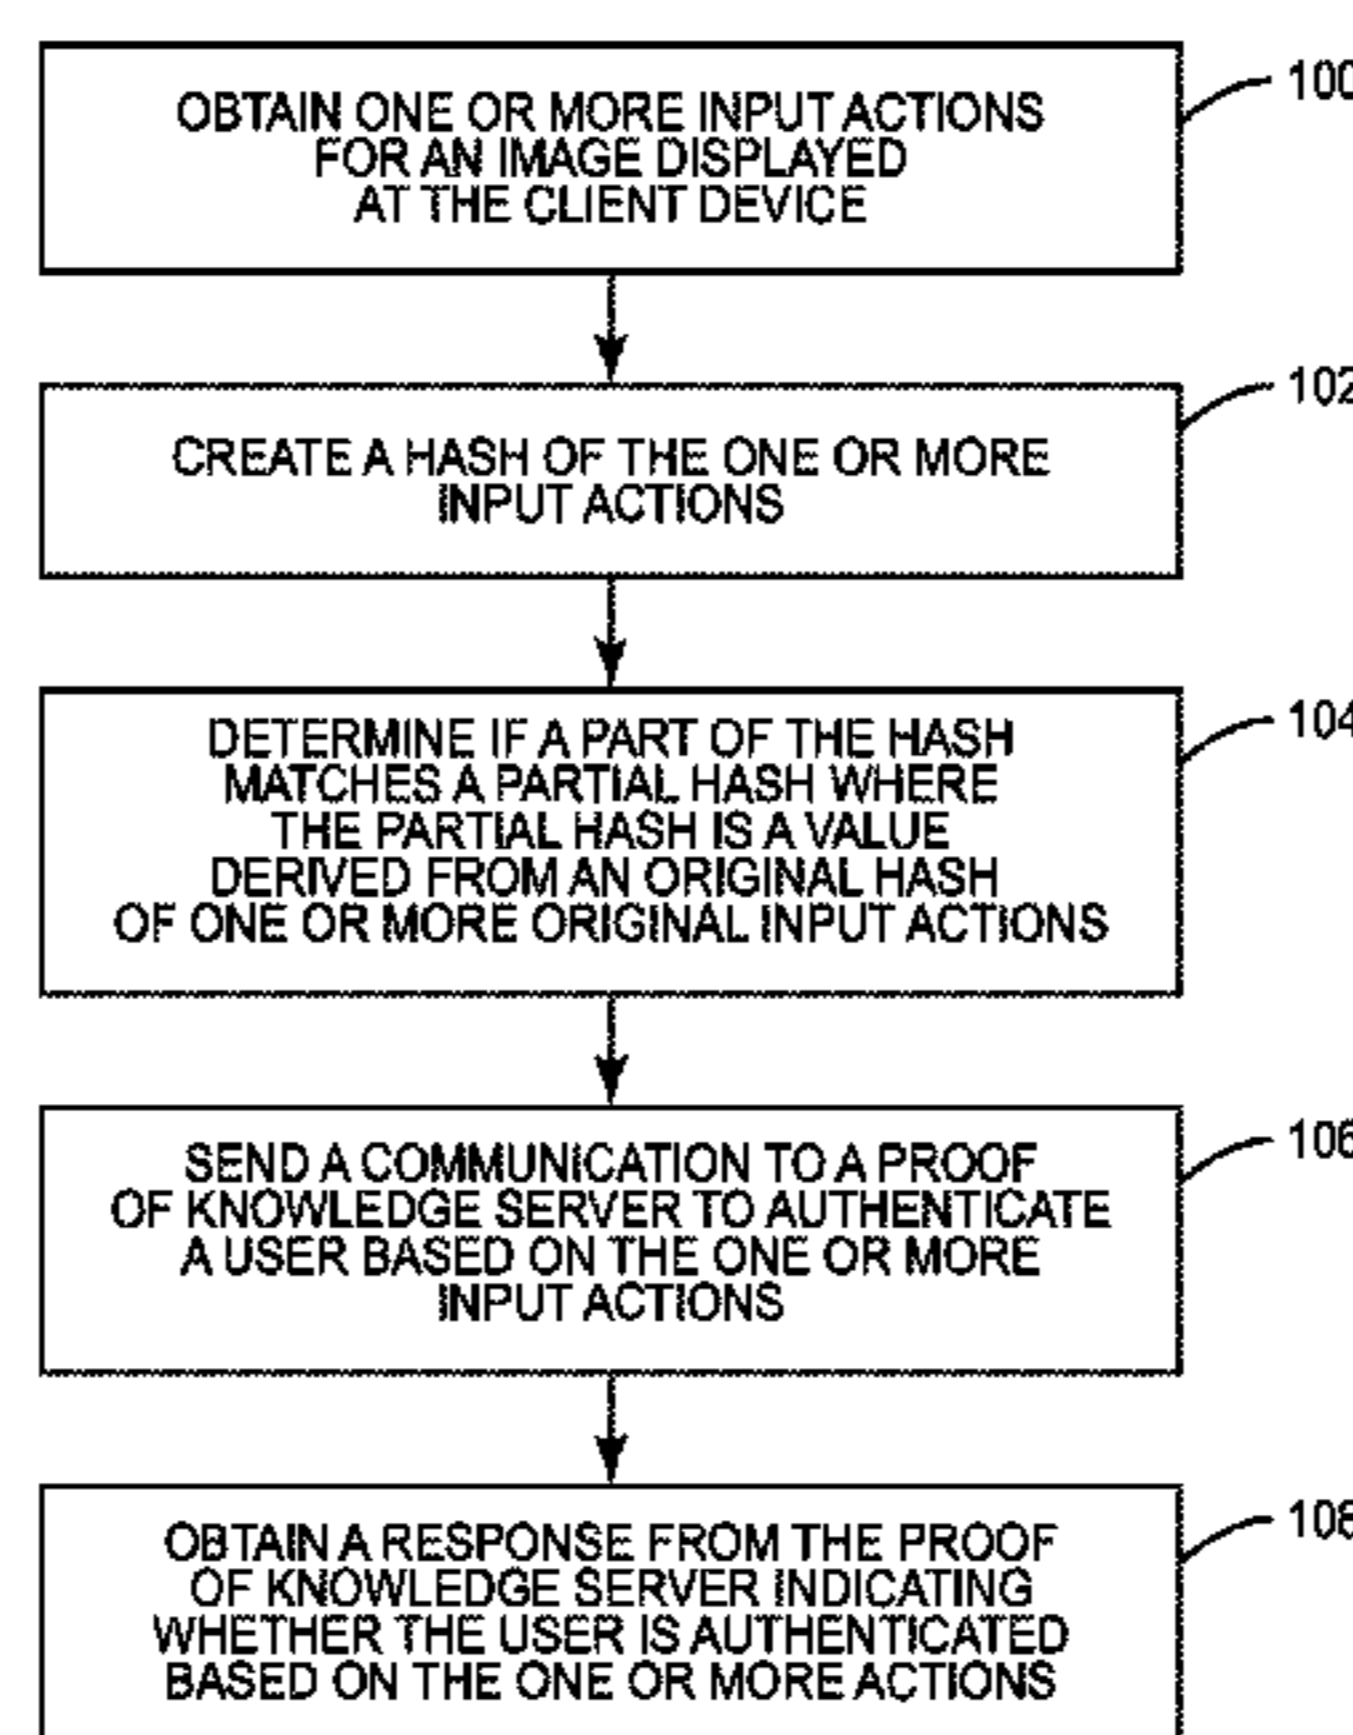 OBTAIN ONE OR MORE INPUT ACTIONS
FOR AN IMAGE DISPLAYED
AT THE CLIENT DEVICE
100
CREATE A HASH OF THE ONE OR MORE
INPUT ACTIONS
102
DETERMINE IF A PART OF THE HASH
MATCHES A PARTIAL HASH WHERE
THE PARTIAL HASH IS A VALUE
DERIVED FROM AN ORIGINAL HASH
OF ONE OR MORE ORIGINAL INPUT ACTIONS
104
SEND A COMMUNICATION TO A PROOF
OF KNOWLEDGE SERVER TO AUTHENTICATE
A USER BASED ON THE ONE OR MORE
INPUT ACTIONS
106
OBTAIN A RESPONSE FROM THE PROOF
OF KNOWLEDGE SERVER INDICATING
WHETHER THE USER IS AUTHENTICATED
BASED ON THE ONE OR MORE ACTIONS
108